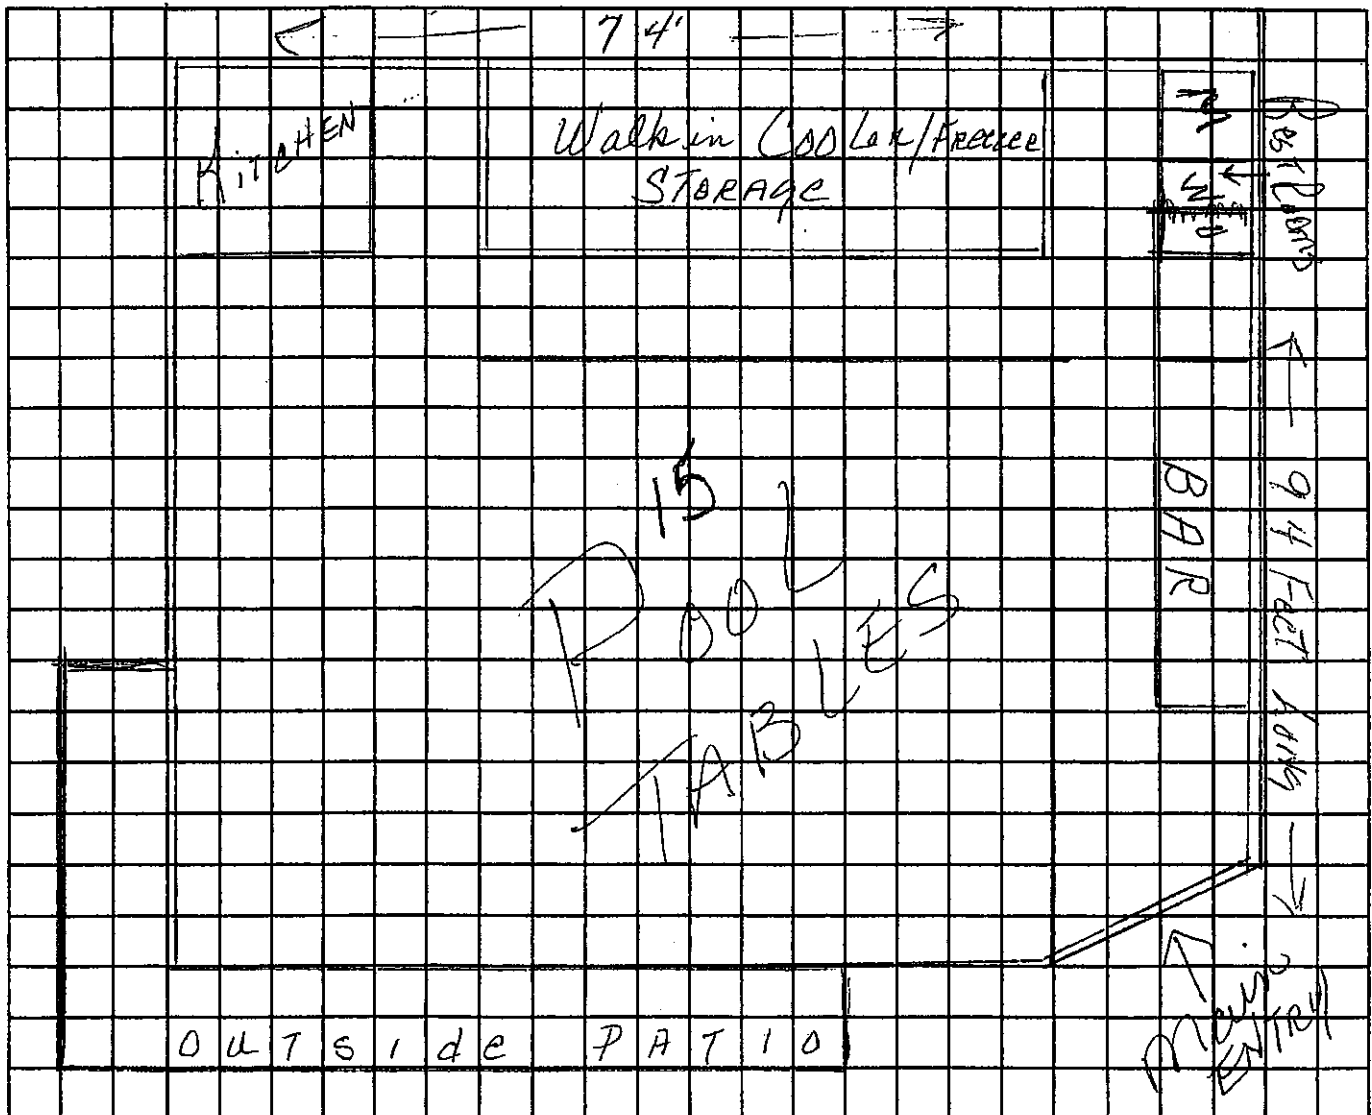 74'
KiTCHEN
Walk in CooLer/Freezer
STORAGE
M
W
RestRooms
← 94 Feet Long →
BAR
15
POOL
TABLES
Main
ENTRY
OUTSide PATIO